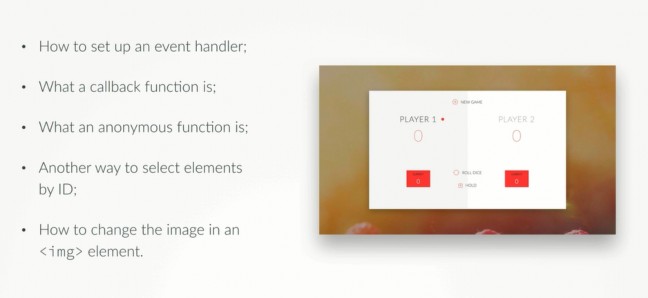 • How to set up an event handler;
• What a callback function is;
• What an anonymous function is;
• Another way to select elements
by ID;
• How to change the image in an
<img> element.
NEW GAME
PLAYER 1
PLAYER 2
0
0
ROLL DICE
HOLD
0
0